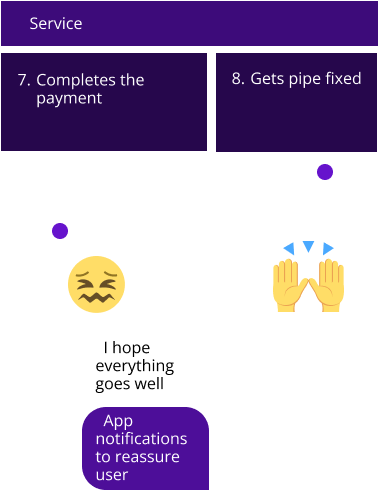 Service
7. Completes the
payment
8. Gets pipe fixed
I hope
everything
goes well
App
notifications
to reassure
user